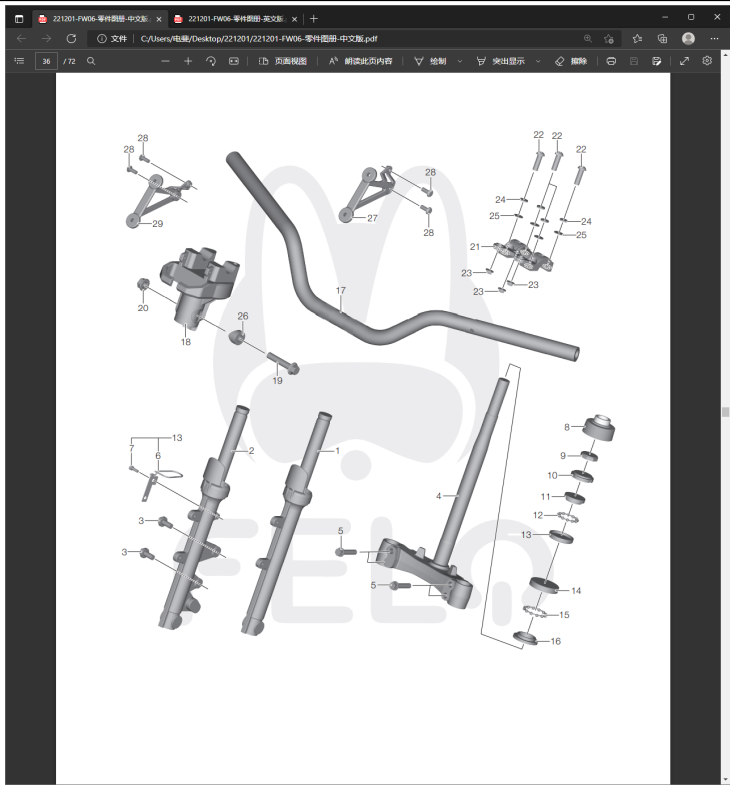 221201-FW06-零件图册-中文版.
221201-FW06-零件图册-英文版.
文件 C:/Users/电斐/Desktop/221201/221201-FW06-零件图册-中文版.pdf
36 / 72 页面视图 朗读此页内容 绘制 突出显示 擦除
28 22 22
28 22
28
24
29 27 25 24
28 25
21
23
23
23
20
17
18
26
19
8
13
7 2 1 9
6
10
4 11
12
3 5 13
3
5 14
15
16
FELO